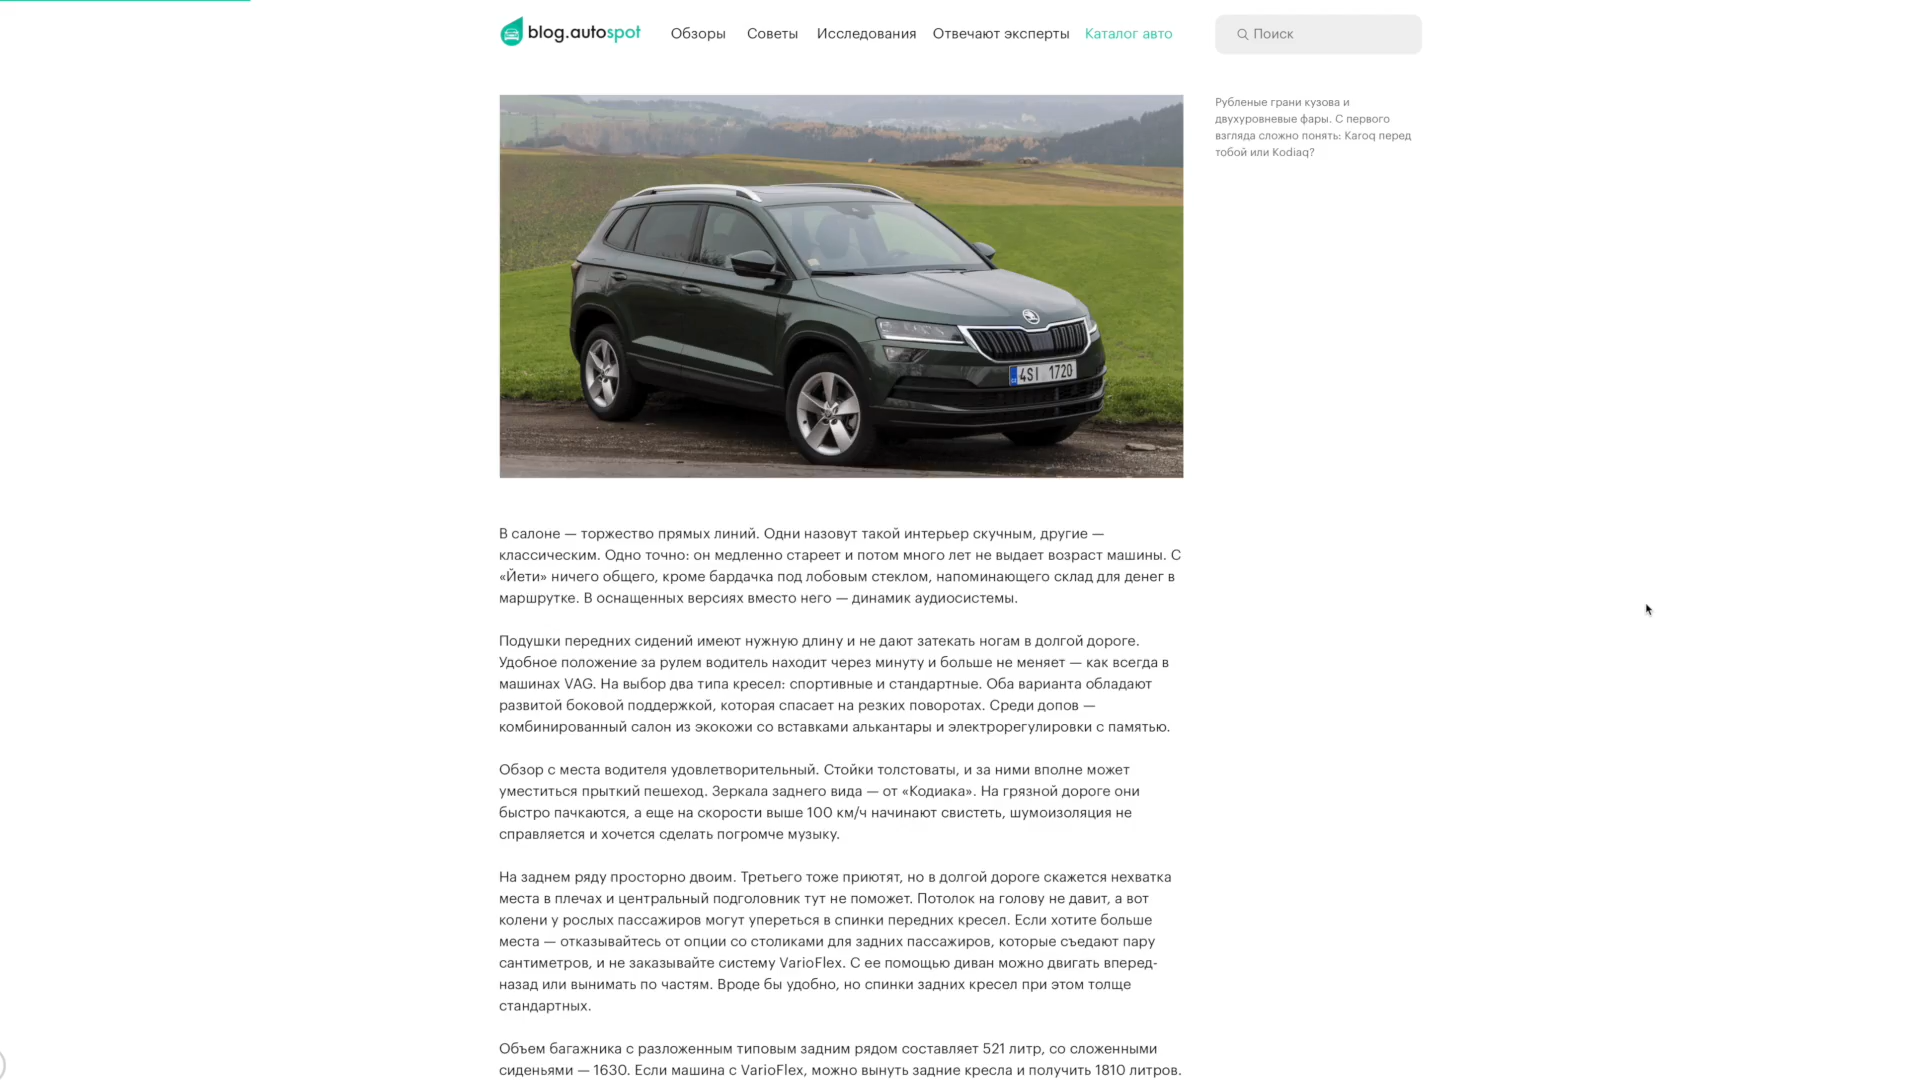 blog.autospot
Обзоры
Советы
Исследования
Отвечают эксперты
Каталог авто
Поиск
Рубленые грани кузова и
двухуровневые фары. С первого
взгляда сложно понять: Karoq перед
тобой или Kodiaq?
4SI 1720
В салоне — торжество прямых линий. Одни назовут такой интерьер скучным, другие —
классическим. Одно точно: он медленно стареет и потом много лет не выдает возраст машины. С
«Йети» ничего общего, кроме бардачка под лобовым стеклом, напоминающего склад для денег в
маршрутке. В оснащенных версиях вместо него — динамик аудиосистемы.
Подушки передних сидений имеют нужную длину и не дают затекать ногам в долгой дороге.
Удобное положение за рулем водитель находит через минуту и больше не меняет — как всегда в
машинах VAG. На выбор два типа кресел: спортивные и стандартные. Оба варианта обладают
развитой боковой поддержкой, которая спасает на резких поворотах. Среди допов —
комбинированный салон из экокожи со вставками алькантары и электрорегулировки с памятью.
Обзор с места водителя удовлетворительный. Стойки толстоваты, и за ними вполне может
уместиться прыткий пешеход. Зеркала заднего вида — от «Кодиака». На грязной дороге они
быстро пачкаются, а еще на скорости выше 100 км/ч начинают свистеть, шумоизоляция не
справляется и хочется сделать погромче музыку.
На заднем ряду просторно двоим. Третьего тоже приютят, но в долгой дороге скажется нехватка
места в плечах и центральный подголовник тут не поможет. Потолок на голову не давит, а вот
колени у рослых пассажиров могут упереться в спинки передних кресел. Если хотите больше
места — отказывайтесь от опции со столиками для задних пассажиров, которые съедают пару
сантиметров, и не заказывайте систему VarioFlex. С ее помощью диван можно двигать вперед-
назад или вынимать по частям. Вроде бы удобно, но спинки задних кресел при этом толще
стандартных.
Объем багажника с разложенным типовым задним рядом составляет 521 литр, со сложенными
сиденьями — 1630. Если машина с VarioFlex, можно вынуть задние кресла и получить 1810 литров.